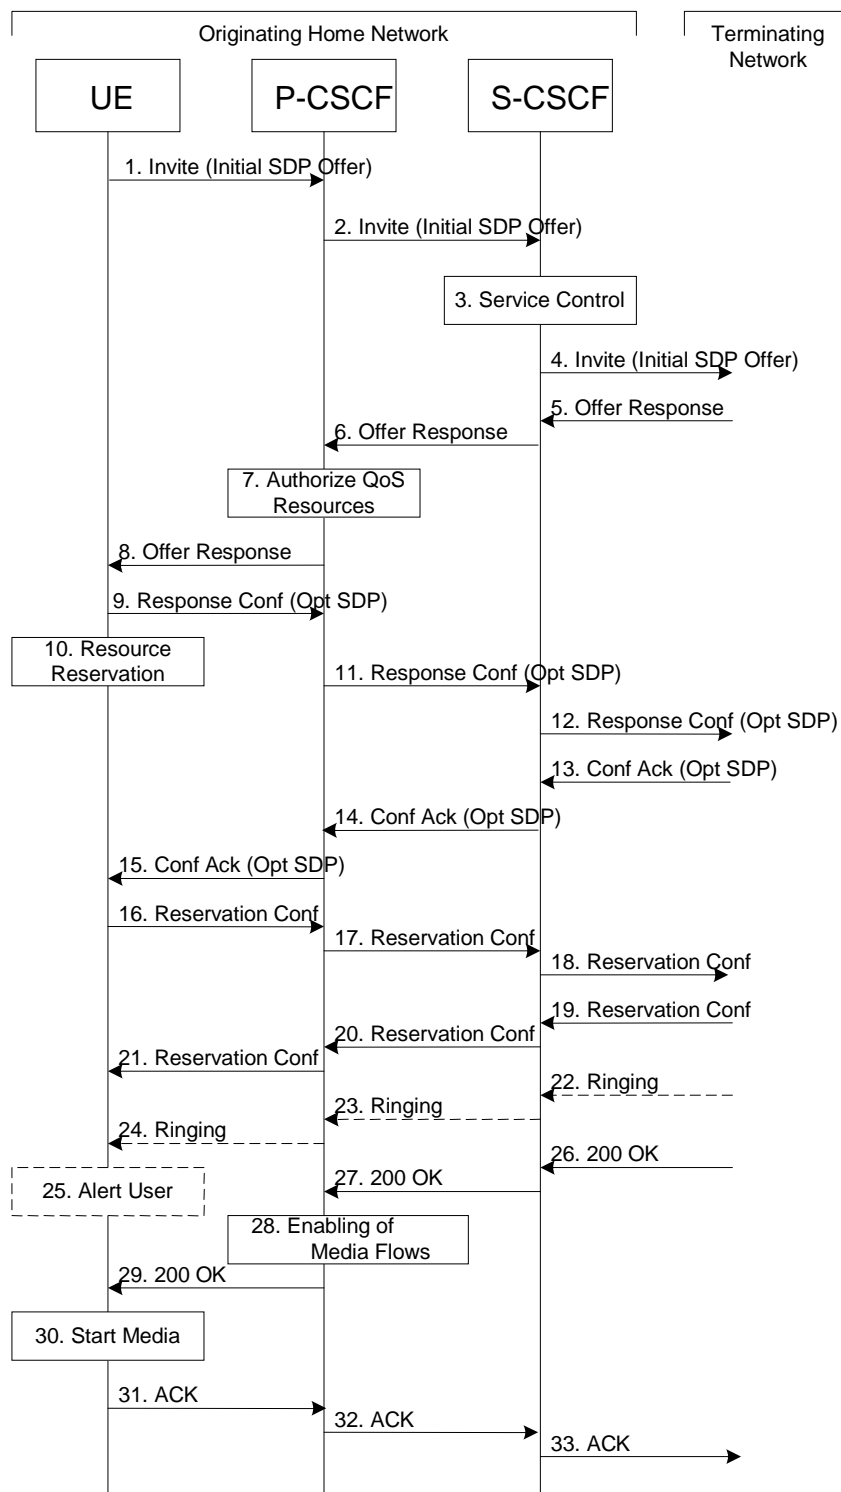 Originating Home Network
Terminating
Network
UE
P-CSCF
S-CSCF
1. Invite (Initial SDP Offer)
2. Invite (Initial SDP Offer)
3. Service Control
4. Invite (Initial SDP Offer)
5. Offer Response
6. Offer Response
7. Authorize QoS
Resources
8. Offer Response
9. Response Conf (Opt SDP)
10. Resource
Reservation
11. Response Conf (Opt SDP)
12. Response Conf (Opt SDP)
13. Conf Ack (Opt SDP)
14. Conf Ack (Opt SDP)
15. Conf Ack (Opt SDP)
16. Reservation Conf
17. Reservation Conf
18. Reservation Conf
19. Reservation Conf
20. Reservation Conf
21. Reservation Conf
22. Ringing
23. Ringing
24. Ringing
25. Alert User
26. 200 OK
27. 200 OK
28. Enabling of
Media Flows
29. 200 OK
30. Start Media
31. ACK
32. ACK
33. ACK